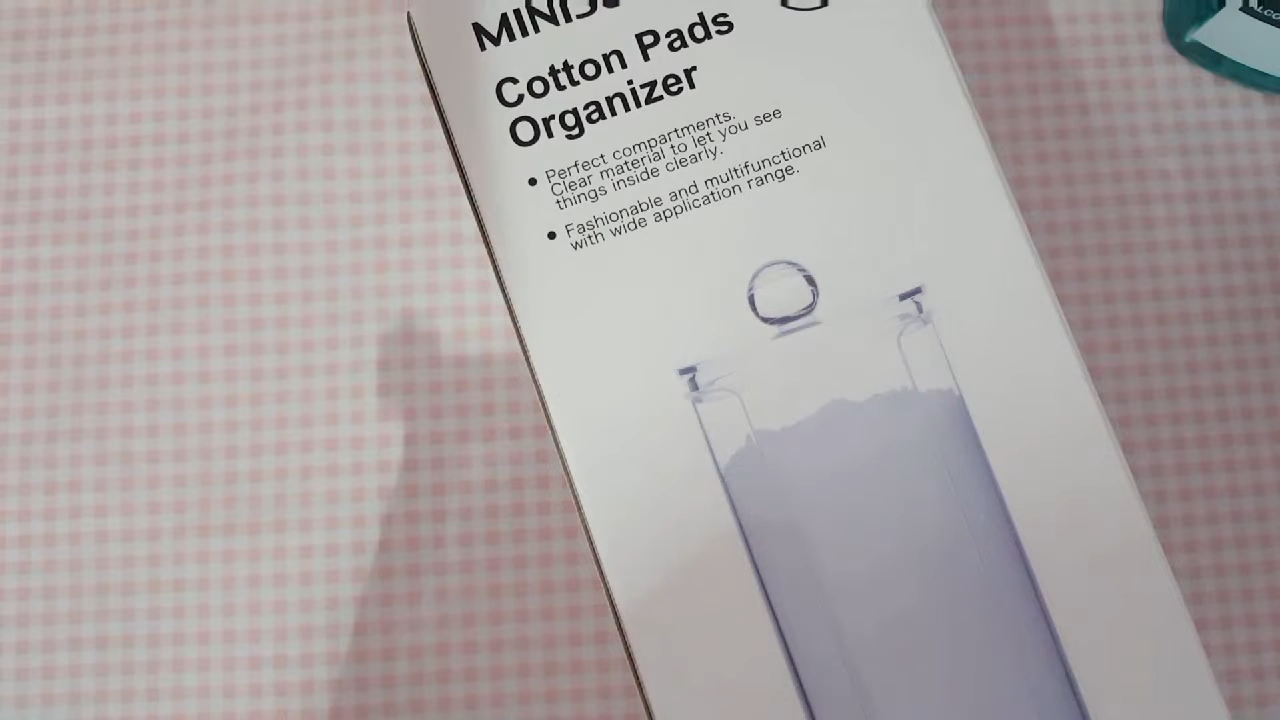 Cotton Pads
Organizer
• Perfect compartments.
Clear material to let you see
things inside clearly.
• Fashionable and multifunctional
with wide application range.